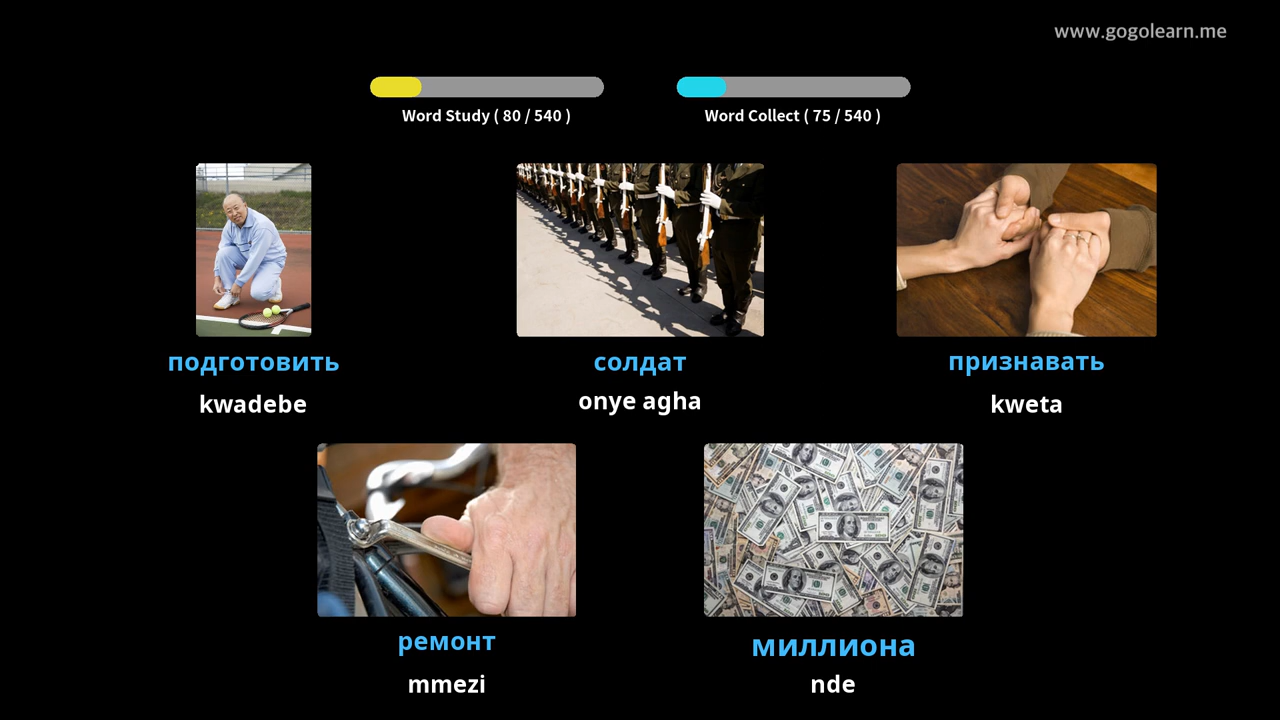 www.gogolearn.me
Word Study ( 80 / 540 )
Word Collect ( 75 / 540 )
подготовить
kwadebe
солдат
onye agha
признавать
kweta
ремонт
mmezi
миллиона
nde